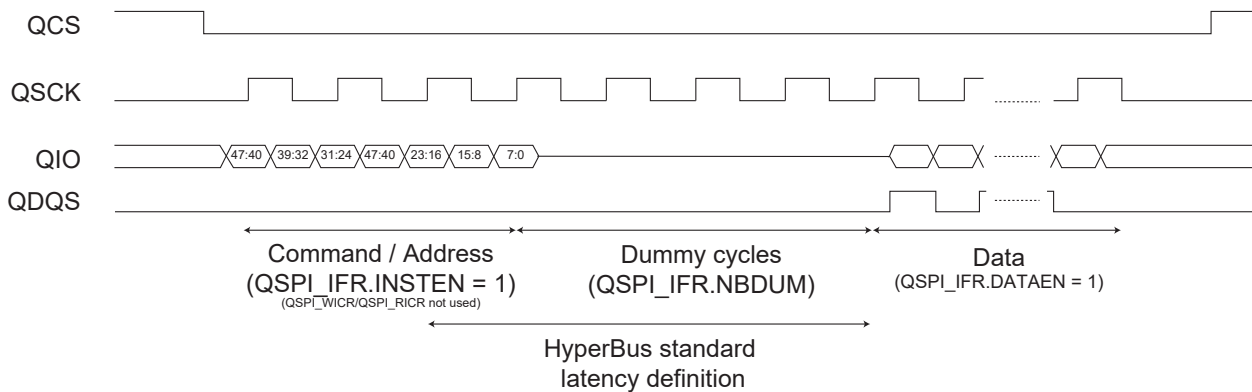 QCS
QSCK
QIO
47:40 39:32 31:24 47:40 23:16 15:8 7:0
QDQS
Command / Address
(QSPI_IFR.INSTEN = 1)
(QSPI_WICR/QSPI_RICR not used)
Dummy cycles
(QSPI_IFR.NBDUM)
Data
(QSPI_IFR.DATAEN = 1)
HyperBus standard
latency definition